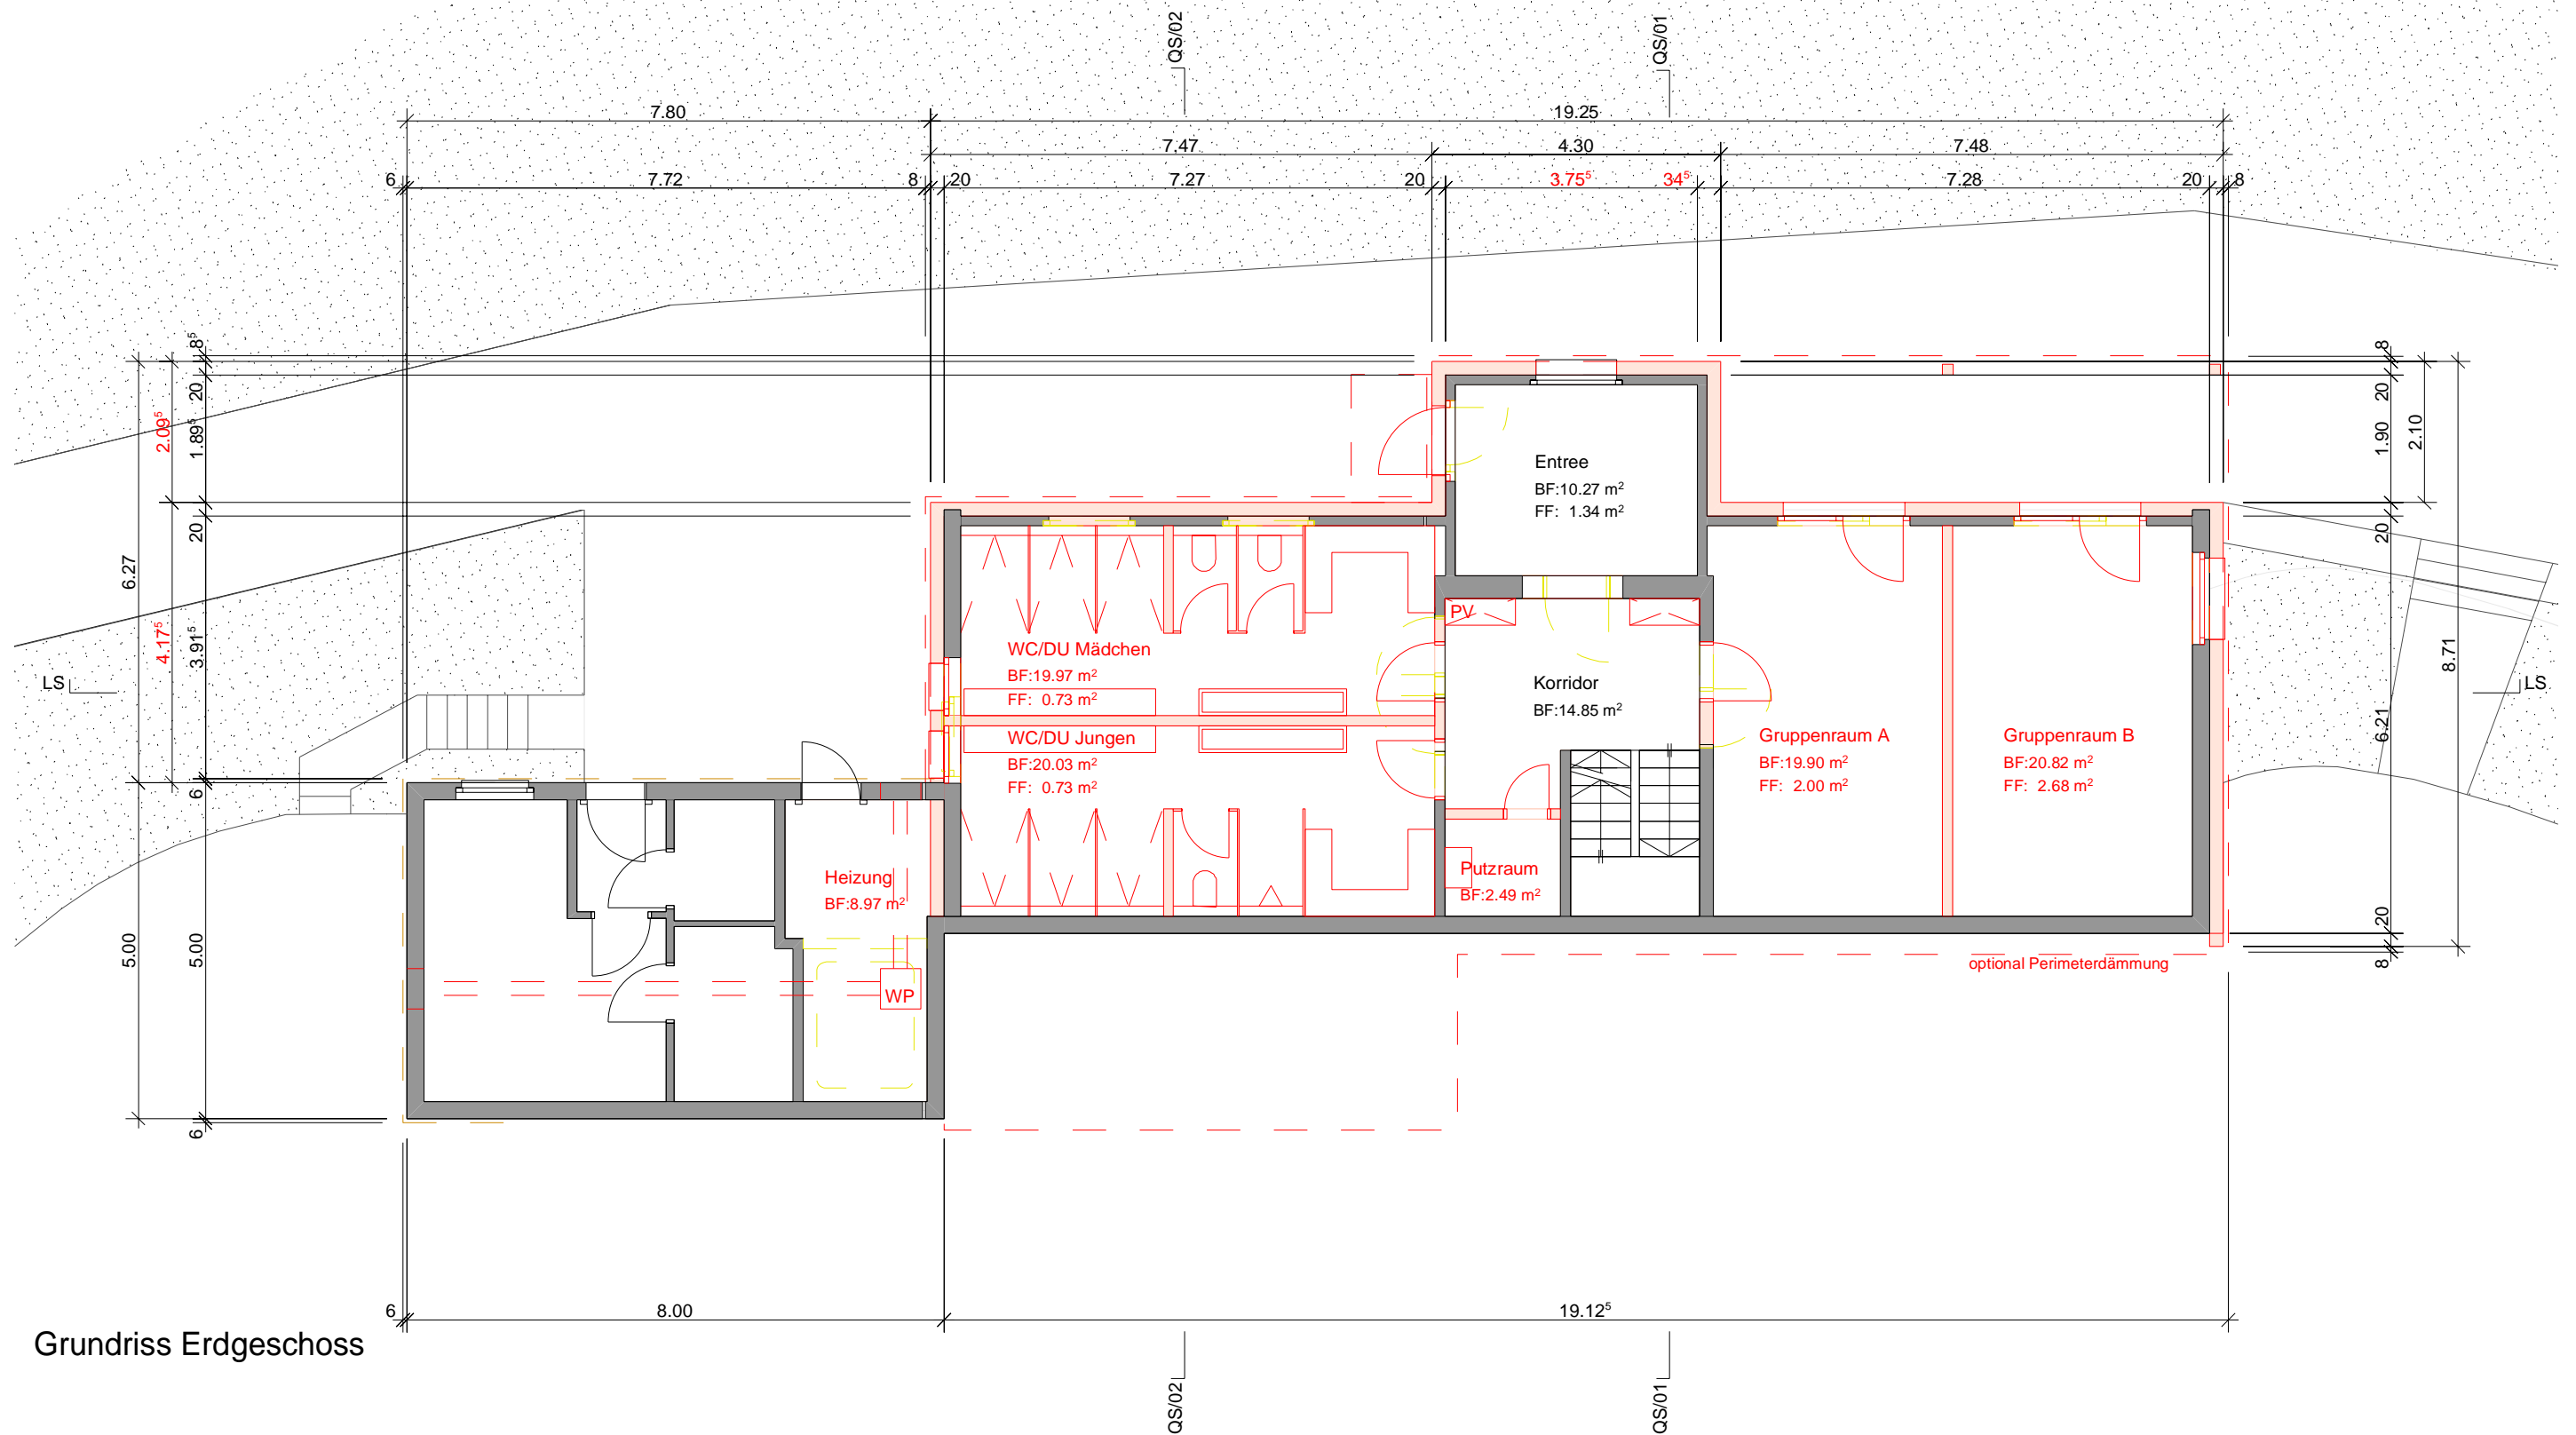 QS/02
QS/01
7.80
19.25
7.47
4.30
7.48
6
7.72
8
20
7.27
20
3.75⁵
34⁵
7.28
20
8
8⁵
20
2.09⁵
1.89⁵
20
6.27
4.17⁵
3.91⁵
6
5.00
5.00
6
8
20
1.90
2.10
20
8.71
6.21
20
8
LS
LS
Entree
BF:10.27 m²
FF: 1.34 m²
PV
WC/DU Mädchen
BF:19.97 m²
FF: 0.73 m²
Korridor
BF:14.85 m²
WC/DU Jungen
BF:20.03 m²
FF: 0.73 m²
Gruppenraum A
BF:19.90 m²
FF: 2.00 m²
Gruppenraum B
BF:20.82 m²
FF: 2.68 m²
Heizung
BF:8.97 m²
Putzraum
BF:2.49 m²
WP
optional Perimeterdämmung
6
8.00
19.12⁵
Grundriss Erdgeschoss
QS/02
QS/01